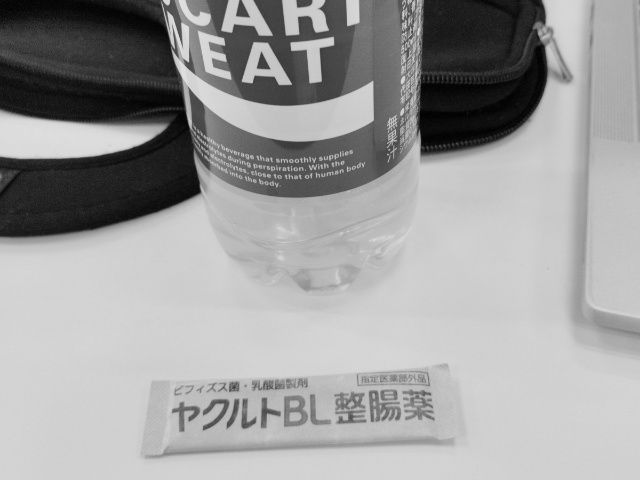 WEAT
healthy beverage that smoothly supplies
during perspiration. With the
electrolytes, close to that of human body
into the body.
無果汁
ビフィズス菌・乳酸菌製剤
指定医薬部外品
ヤクルトBL整腸薬